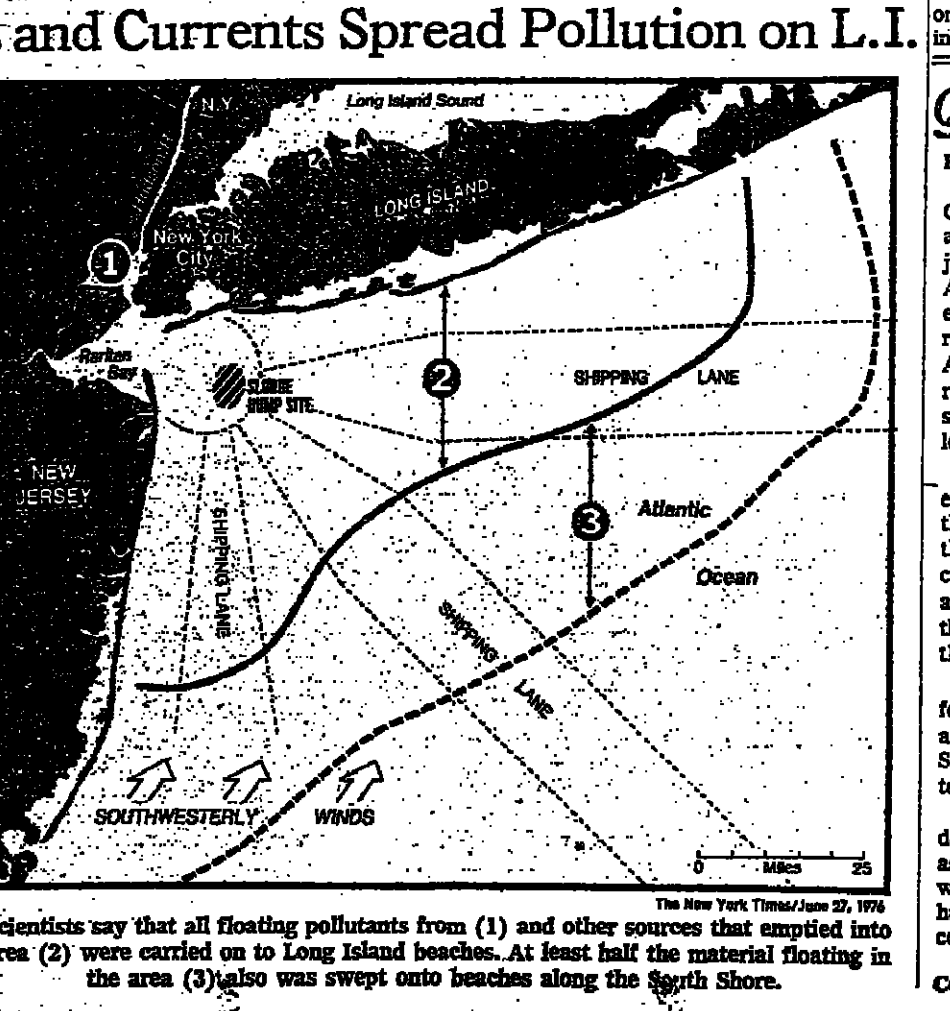 and Currents Spread Pollution on L.I.
N.Y.
Long Island Sound
LONG ISLAND
New York
City
1
Raritan
Bay
SLUDGE
DUMP SITE
2
SHIPPING LANE
NEW
JERSEY
SHIPPING LANE
3
Atlantic
Ocean
SHIPPING
LANE
SOUTHWESTERLY WINDS
0 Miles 25
The New York Times/June 27, 1976
cientists say that all floating pollutants from (1) and other sources that emptied into
rea (2) were carried on to Long Island beaches. At least half the material floating in
the area (3) also was swept onto beaches along the South Shore.